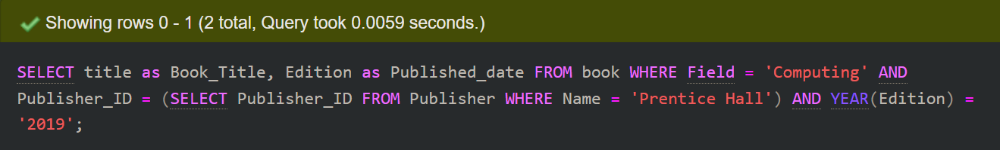 Showing rows 0 - 1 (2 total, Query took 0.0059 seconds.)
SELECT title as Book_Title, Edition as Published_date FROM book WHERE Field = 'Computing' AND
Publisher_ID = (SELECT Publisher_ID FROM Publisher WHERE Name = 'Prentice Hall') AND YEAR(Edition) =
'2019';